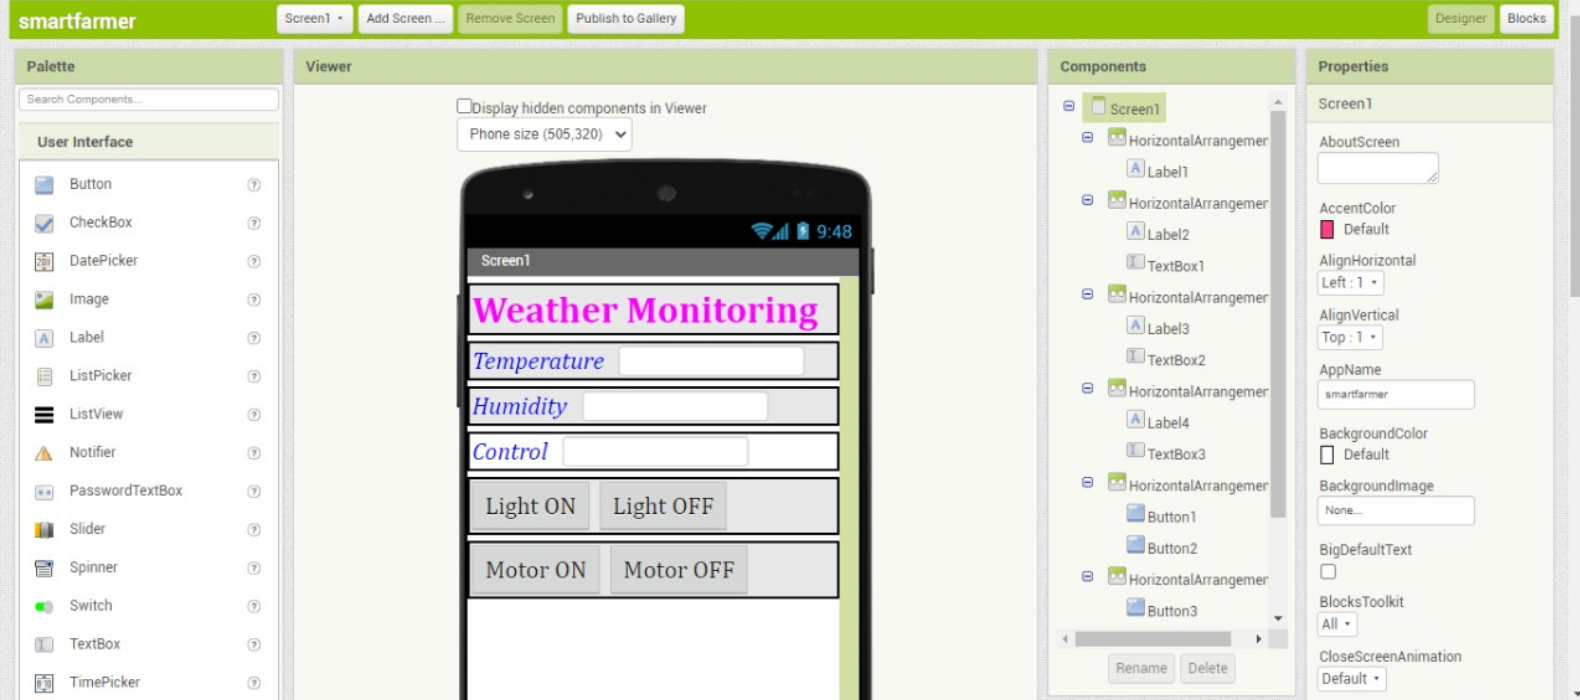 smartfarmer
Screen1
Add Screen ...
Remove Screen
Publish to Gallery
Designer
Blocks
Palette
Search Components...
User Interface
Button
CheckBox
DatePicker
Image
Label
ListPicker
ListView
Notifier
PasswordTextBox
Slider
Spinner
Switch
TextBox
TimePicker
Viewer
Display hidden components in Viewer
Phone size (505,320)
9:48
Screen1
Weather Monitoring
Temperature
Humidity
Control
Light ON
Light OFF
Motor ON
Motor OFF
Components
Screen1
HorizontalArrangemer
Label1
HorizontalArrangemer
Label2
TextBox1
HorizontalArrangemer
Label3
TextBox2
HorizontalArrangemer
Label4
TextBox3
HorizontalArrangemer
Button1
Button2
HorizontalArrangemer
Button3
Rename
Delete
Properties
Screen1
AboutScreen
AccentColor
Default
AlignHorizontal
Left : 1
AlignVertical
Top : 1
AppName
smartfarmer
BackgroundColor
Default
BackgroundImage
None...
BigDefaultText
BlocksToolkit
All
CloseScreenAnimation
Default